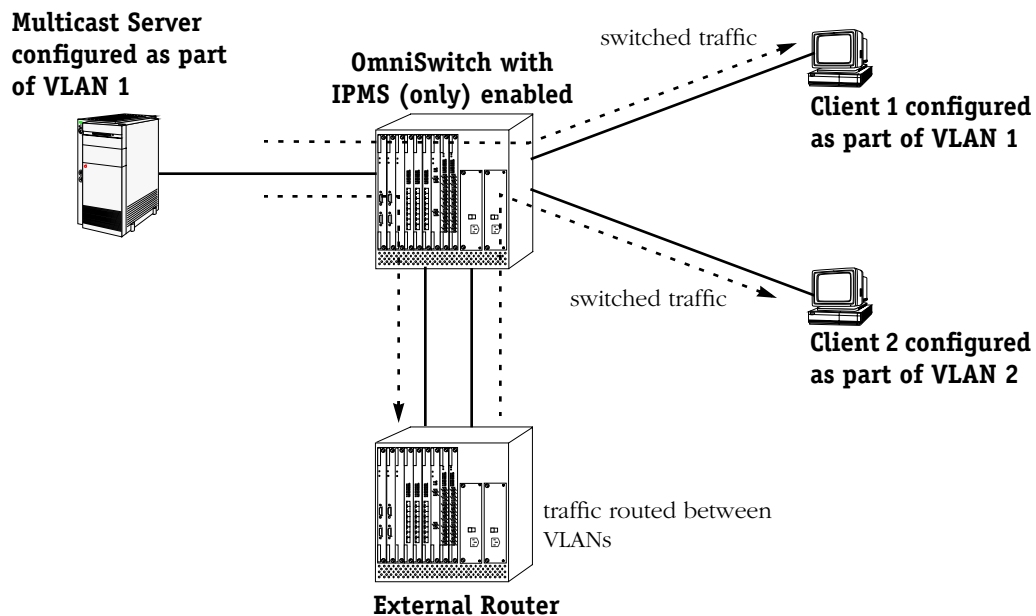 Multicast Server
configured as part
of VLAN 1
OmniSwitch with
IPMS (only) enabled
switched traffic
Client 1 configured
as part of VLAN 1
switched traffic
Client 2 configured
as part of VLAN 2
traffic routed between
VLANs
External Router